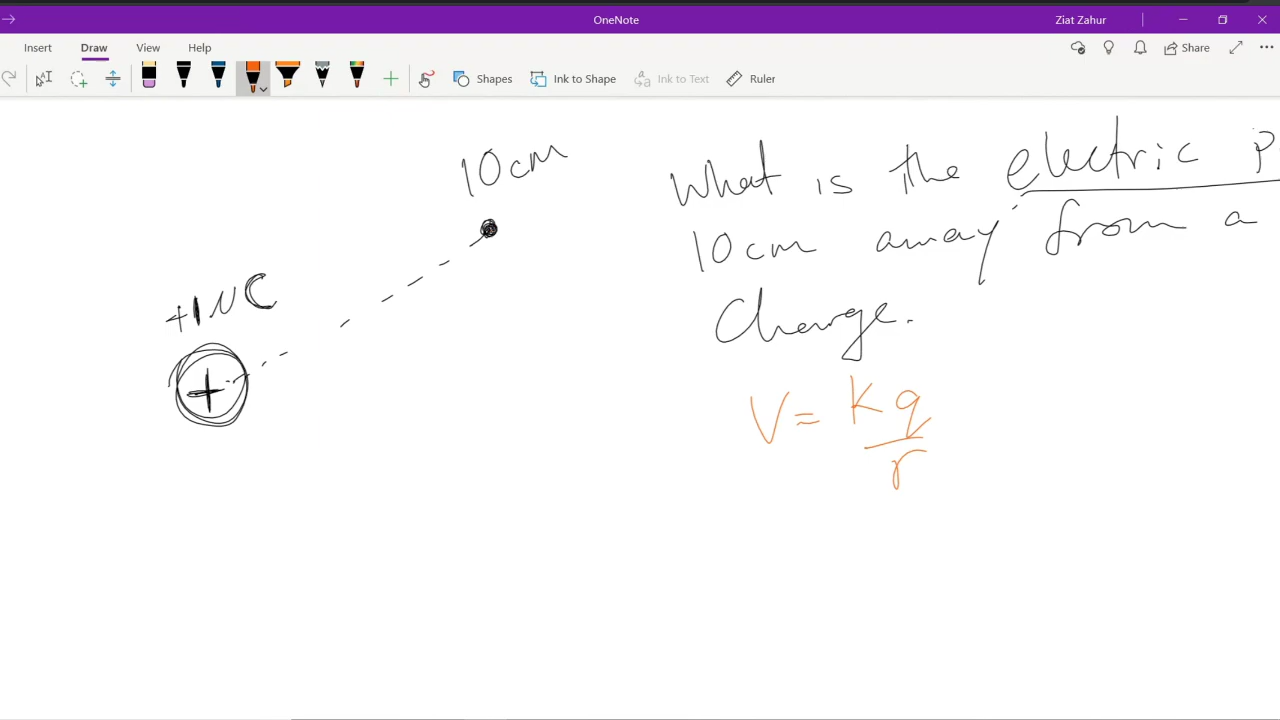 OneNote
Ziat Zahur
Insert Draw View Help
Share
Shapes
Ink to Shape
Ink to Text
Ruler
10cm
What is the electric P
10cm away from a
Charge.
+1NC
+
V = Kq/r